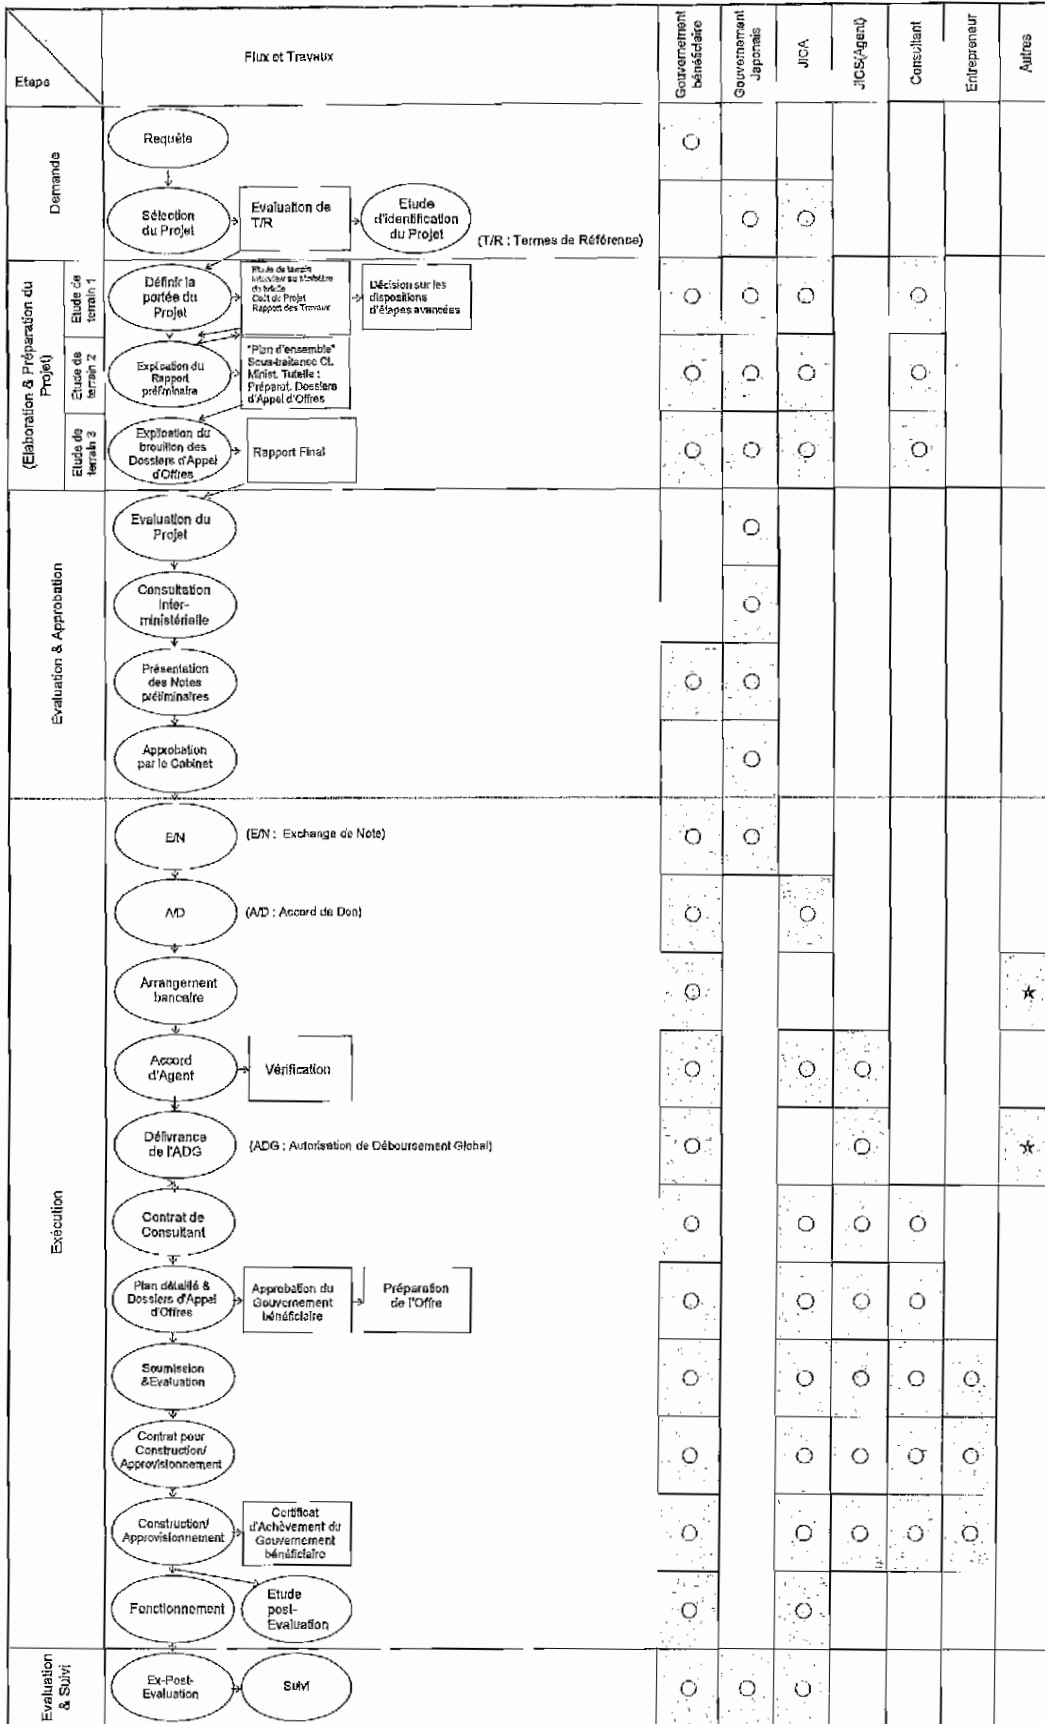 Etape
Flux et Travaux
Gouvernement
bénéficiaire
Gouvernement
Japonais
JICA
JICS(Agent)
Consultant
Entrepreneur
Autres
Demande
Requête
Sélection
du Projet
Evaluation de
T/R
Etude
d'identification
du Projet
(T/R : Termes de Référence)
(Elaboration & Préparation du
Projet)
Etude de
terrain 1
Définir la
portée du
Projet
Etude de terrain
Interview au Ministère
Coût du Projet
Rapport des Travaux
Décision sur les
dispositions
d'étapes avancées
Etude de
terrain 2
Explication du
Rapport
préliminaire
"Plan d'ensemble"
Sous-traitance CL
Minist. Tutelle :
Préparat. Dossiers
d'Appel d'Offres
Etude de
terrain 3
Explication du
brouillon des
Dossiers d'Appel
d'Offres
Rapport Final
Evaluation & Approbation
Evaluation du
Projet
Consultation
Inter-
ministérielle
Présentation
des Notes
préliminaires
Approbation
par le Cabinet
Exécution
E/N
(E/N : Exchange de Note)
A/D
(A/D : Accord de Don)
Arrangement
bancaire
☆
Accord
d'Agent
Vérification
Délivrance
de l'ADG
(ADG : Autorisation de Déboursement Global)
☆
Contrat de
Consultant
Plan détaillé &
Dossiers d'Appel
d'Offres
Approbation du
Gouvernement
bénéficiaire
Préparation
de l'Offre
Soumission
&Evaluation
Contrat pour
Construction/
Approvisionnement
Construction/
Approvisionnement
Certificat
d'Achèvement du
Gouvernement
bénéficiaire
Fonctionnement
Etude
post-
Evaluation
Evaluation
& Suivi
Ex-Post-
Evaluation
Suivi